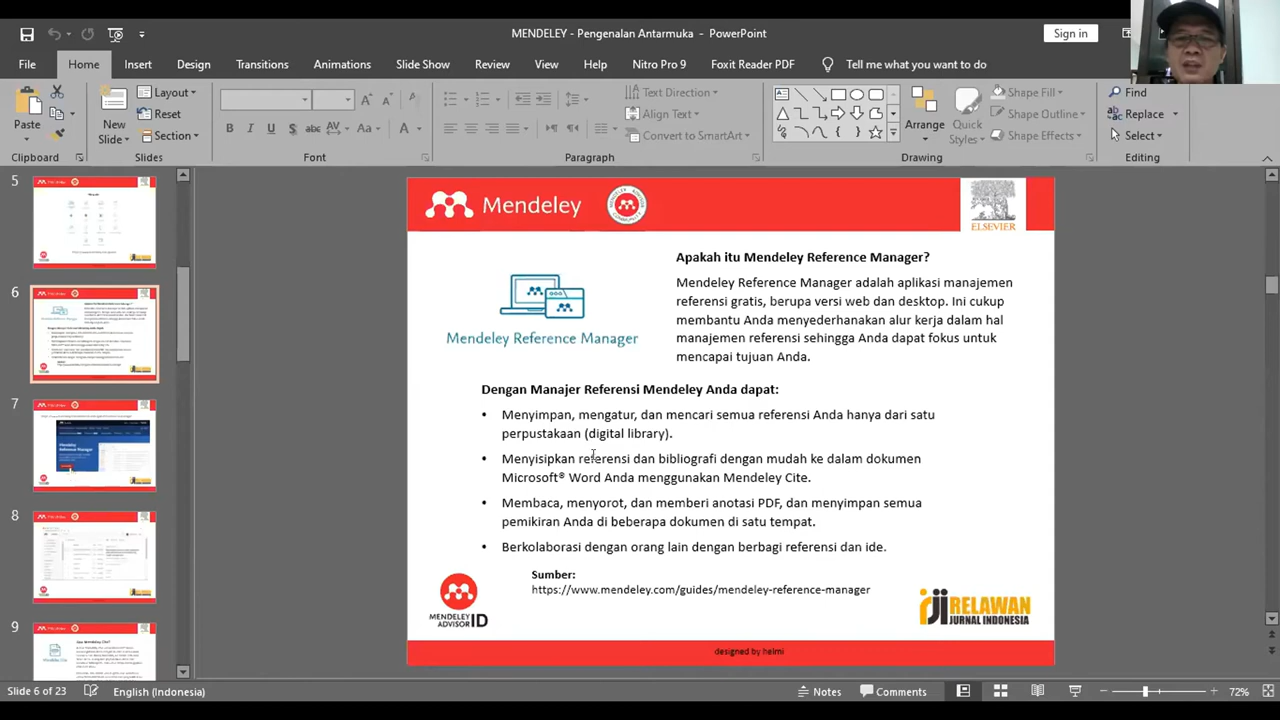 MENDELEY - Pengenalan Antarmuka - PowerPoint
Sign in
File Home Insert Design Transitions Animations Slide Show Review View Help Nitro Pro 9 Foxit Reader PDF Tell me what you want to do
Paste
Clipboard
New Slide
Layout
Reset
Section
Slides
Font
Text Direction
Align Text
Convert to SmartArt
Paragraph
Arrange
Quick Styles
Shape Fill
Shape Outline
Shape Effects
Drawing
Find
Replace
Select
Editing
5
6
7
8
9
Mendeley
ELSEVIER
Mendeley Reference Manager
Apakah itu Mendeley Reference Manager?
Mendeley Reference Manager adalah aplikasi manajemen
referensi gratis berbasis web dan desktop. Ini cukup
membantu Anda menyederhanakan alur kerja dalam hal
manajemen referensi sehingga Anda dapat fokus untuk
mencapai tujuan Anda.
Dengan Manajer Referensi Mendeley Anda dapat:
mengatur, dan mencari semua referensi Anda hanya dari satu
perpustakaan (digital library).
referensi dan bibliografi dengan mudah ke dalam dokumen
Microsoft® Word Anda menggunakan Mendeley Cite.
• Membaca, menyorot, dan memberi anotasi PDF, dan menyimpan semua
pemikiran Anda di beberapa dokumen di satu tempat.
dengan orang lain dengan berbagi referensi dan ide.
Sumber:
https://www.mendeley.com/guides/mendeley-reference-manager
MENDELEY
ADVISOR ID
RELAWAN
JURNAL INDONESIA
designed by helmi
Slide 6 of 23
English (Indonesia)
Notes
Comments
72%